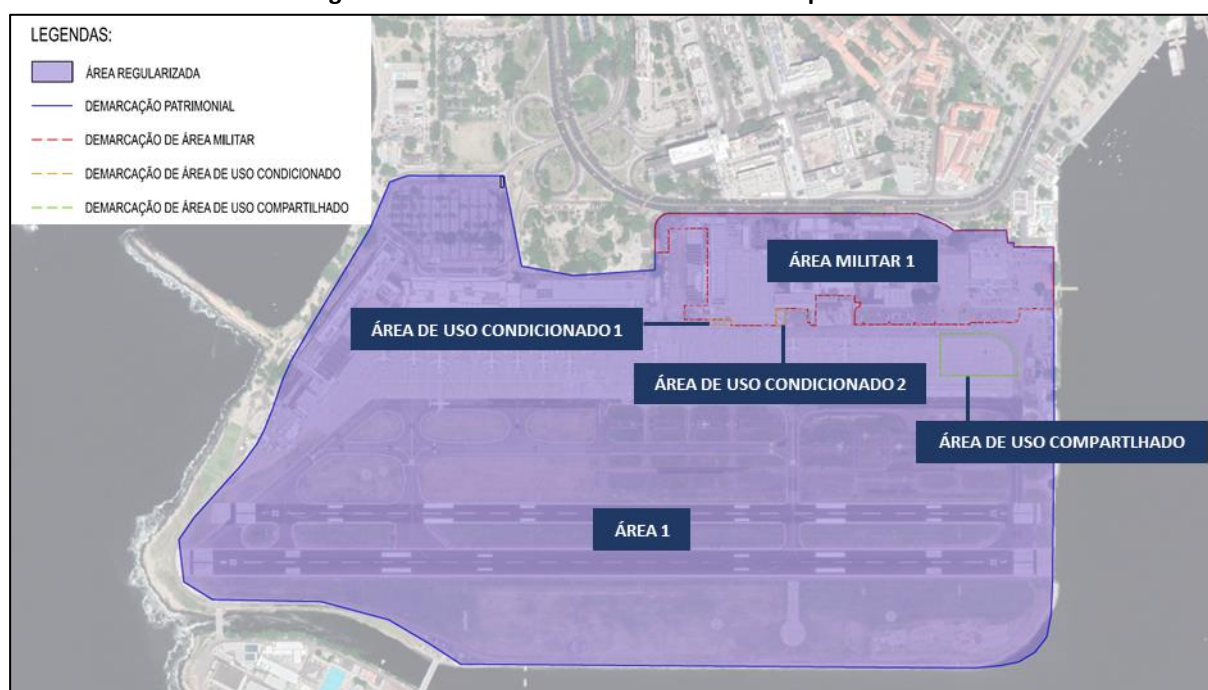 LEGENDAS:
ÁREA REGULARIZADA
DEMARCAÇÃO PATRIMONIAL
DEMARCAÇÃO DE ÁREA MILITAR
DEMARCAÇÃO DE ÁREA DE USO CONDICIONADO
DEMARCAÇÃO DE ÁREA DE USO COMPARTILHADO
ÁREA MILITAR 1
ÁREA DE USO CONDICIONADO 1
ÁREA DE USO CONDICIONADO 2
ÁREA DE USO COMPARTLHADO
ÁREA 1